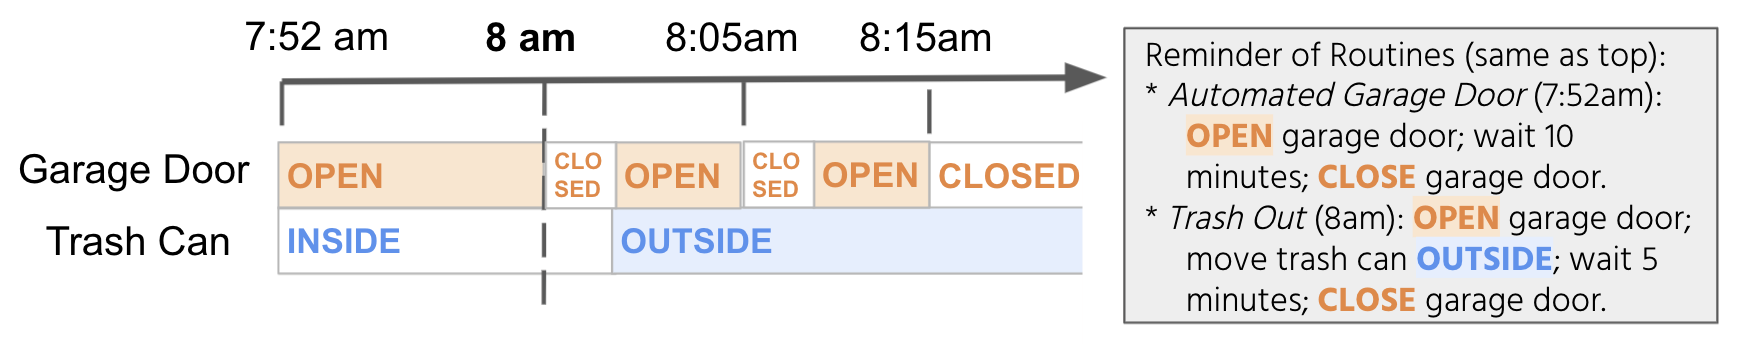 7:52 am 8 am 8:05am 8:15am
Garage Door OPEN CLO SED OPEN CLO SED OPEN CLOSED
Trash Can INSIDE OUTSIDE
Reminder of Routines (same as top):
* Automated Garage Door (7:52am):
OPEN garage door; wait 10
minutes; CLOSE garage door.
* Trash Out (8am): OPEN garage door;
move trash can OUTSIDE; wait 5
minutes; CLOSE garage door.